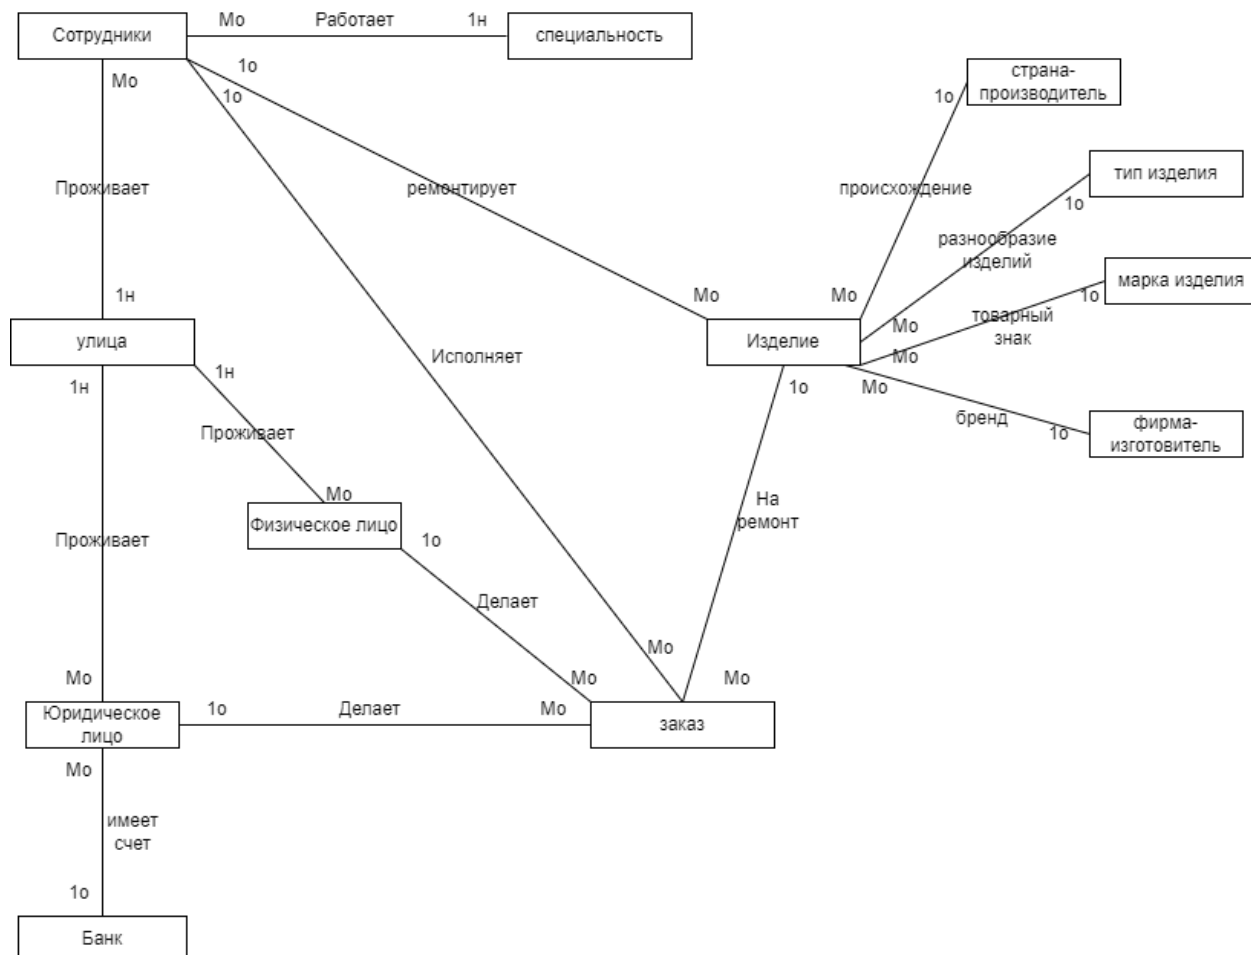 Сотрудники
Мо
Работает
1н
специальность
1о
1о
Мо
страна-
производитель
1о
тип изделия
1о
Проживает
ремонтирует
происхождение
разнообразие
изделий
марка изделия
1о
1н
Мо
Мо
товарный
знак
Мо
улица
Исполняет
Изделие
Мо
1н
1н
1о
Мо
бренд
1о
фирма-
изготовитель
Проживает
Мо
На
ремонт
Физическое лицо
1о
Проживает
Делает
Мо
Мо
Мо
Мо
Юридическое
лицо
1о
Делает
Мо
заказ
Мо
имеет
счет
1о
Банк